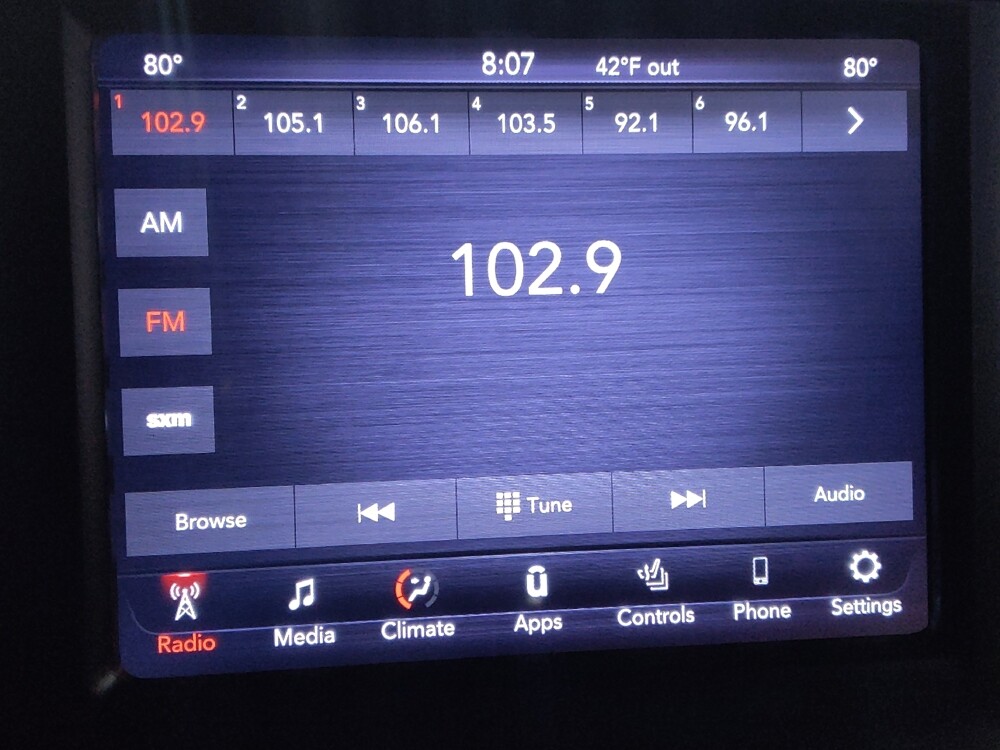 80° 8:07 42°F out 80°
1 102.9 2 105.1 3 106.1 4 103.5 5 92.1 6 96.1
AM
102.9
FM
sxm
Browse Tune Audio
Radio Media Climate Apps Controls Phone Settings